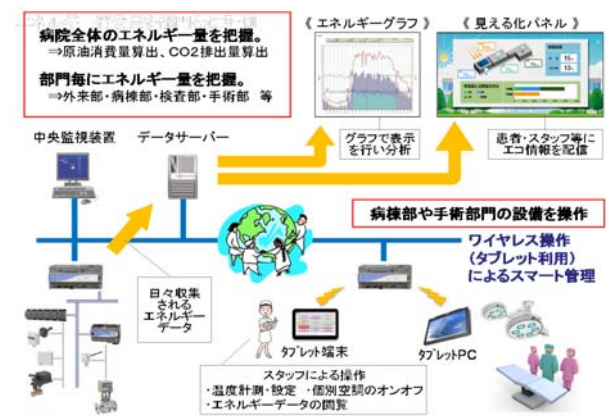 病院全体のエネルギー量を把握。
⇒原油消費量算出、CO2排出量算出
部門毎にエネルギー量を把握。
⇒外来部・病棟部・検査部・手術部 等
《 エネルギーグラフ 》
《 見える化パネル 》
グラフで表示
を行い分析
患者・スタッフ等に
エコ情報を配信
中央監視装置
データサーバー
病棟部や手術部門の設備を操作
ワイヤレス操作
(タブレット利用)
によるスマート管理
日々収集
される
エネルギー
データ
タブレット端末
タブレットPC
スタッフによる操作
・温度計測・設定 ・個別空調のオンオフ
・エネルギーデータの閲覧